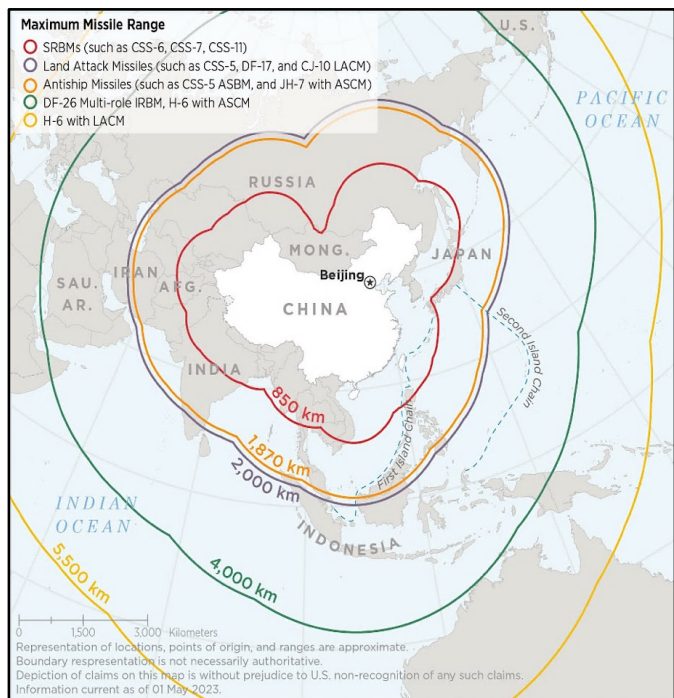 Maximum Missile Range
SRBMs (such as CSS-6, CSS-7, CSS-11)
Land Attack Missiles (such as CSS-5, DF-17, and CJ-10 LACM)
Antiship Missiles (such as CSS-5 ASBM, and JH-7 with ASCM)
DF-26 Multi-role IRBM, H-6 with ASCM
H-6 with LACM
U.S.
PACIFIC
OCEAN
RUSSIA
MONG.
JAPAN
Beijing
SAU.
AR.
IRAN
AFG.
CHINA
Second Island Chain
INDIA
850 km
First Island Chain
1,870 km
2,000 km
INDIAN
OCEAN
INDONESIA
5,500 km
4,000 km
0 1,500 3,000 Kilometers
Representation of locations, points of origin, and ranges are approximate.
Boundary respresentation is not necessarily authoritative.
Depiction of claims on this map is without prejudice to U.S. non-recognition of any such claims.
Information current as of 01 May 2023.